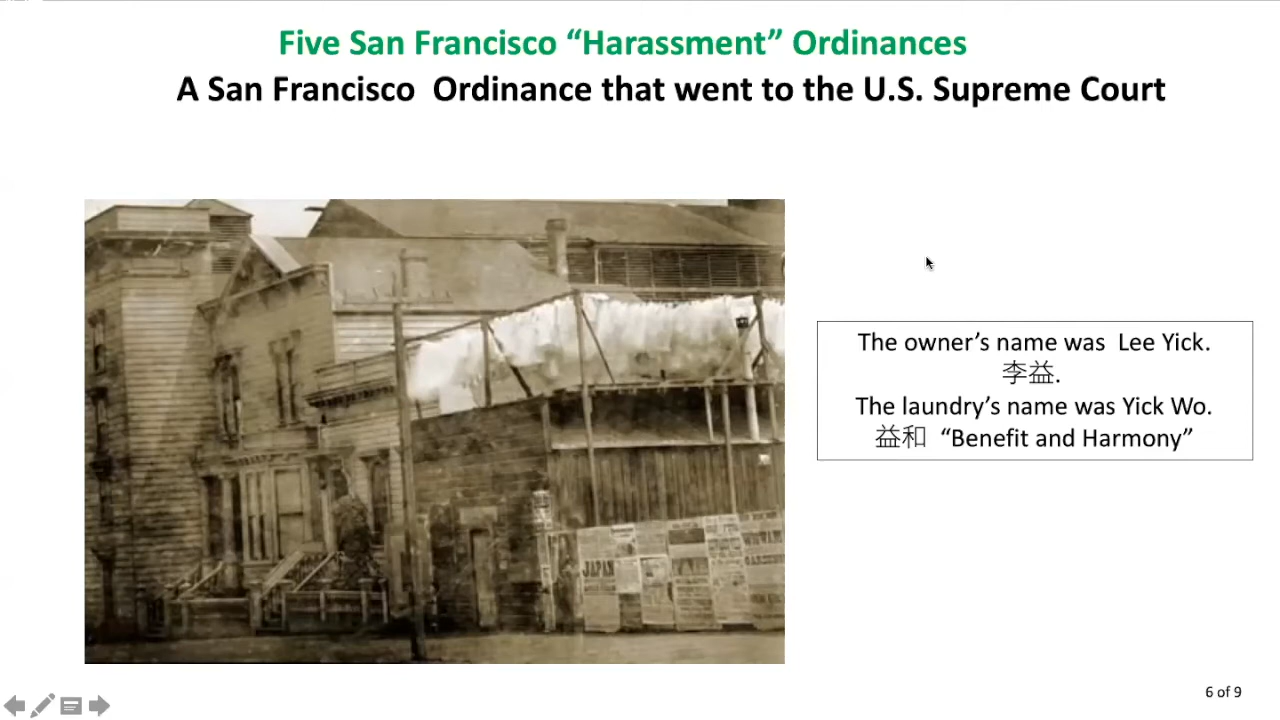 Five San Francisco “Harassment” Ordinances
A San Francisco Ordinance that went to the U.S. Supreme Court
The owner’s name was Lee Yick.
李益.
The laundry’s name was Yick Wo.
益和 “Benefit and Harmony”
JAPAN
6 of 9